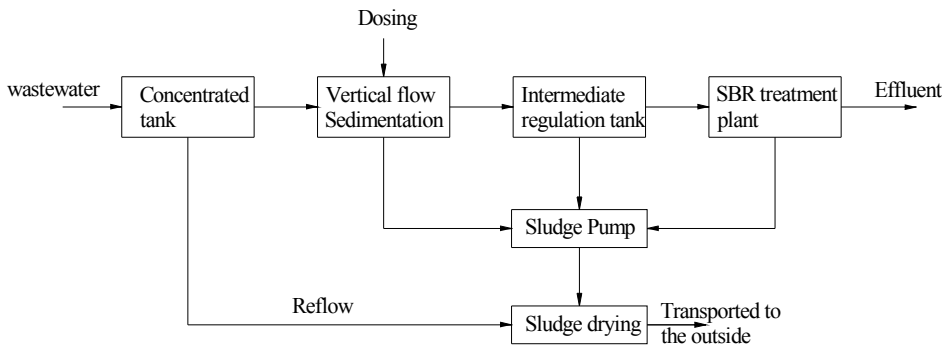 Dosing
wastewater
Concentrated
tank
Vertical flow
Sedimentation
Intermediate
regulation tank
SBR treatment
plant
Effluent
Sludge Pump
Reflow
Sludge drying
Transported to
the outside